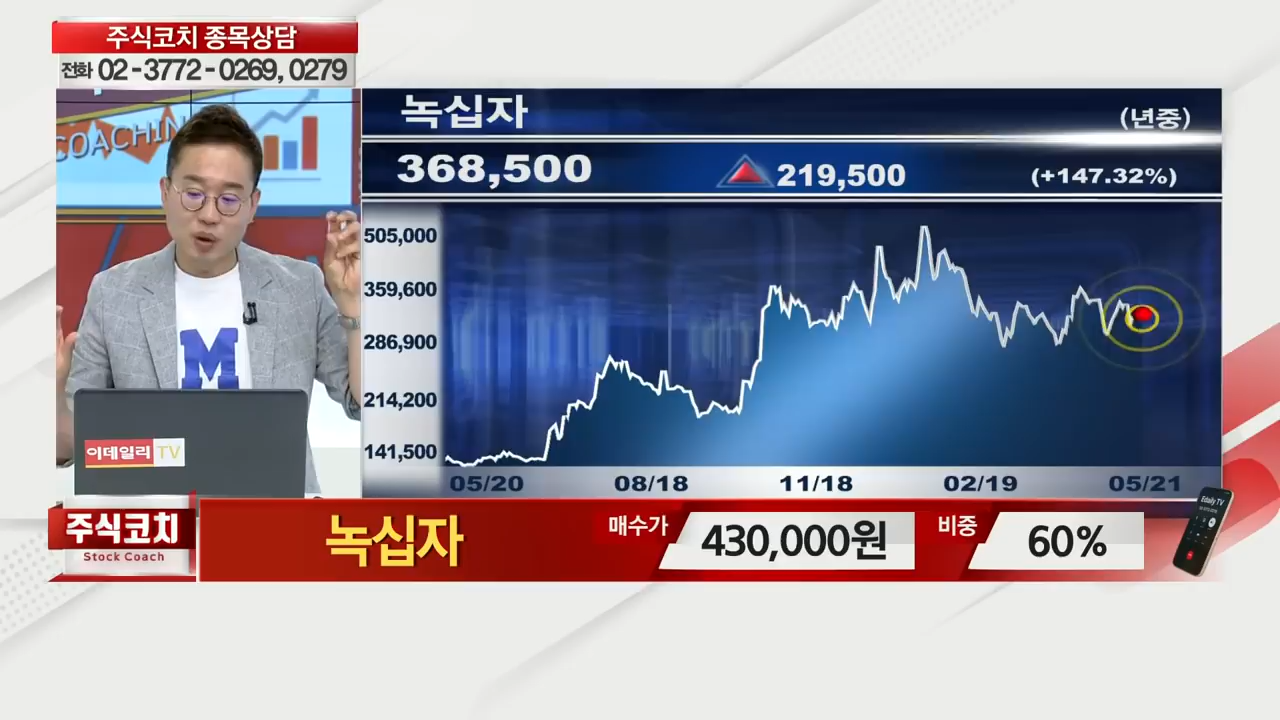 주식코치 종목상담
전화 02-3772-0269, 0279
COACHIN
M
이데일리 TV
녹십자
(년중)
368,500
219,500
(+147.32%)
505,000
359,600
286,900
214,200
141,500
05/20
08/18
11/18
02/19
05/21
주식코치
Stock Coach
녹십자
매수가
430,000원
비중
60%
Edaily TV